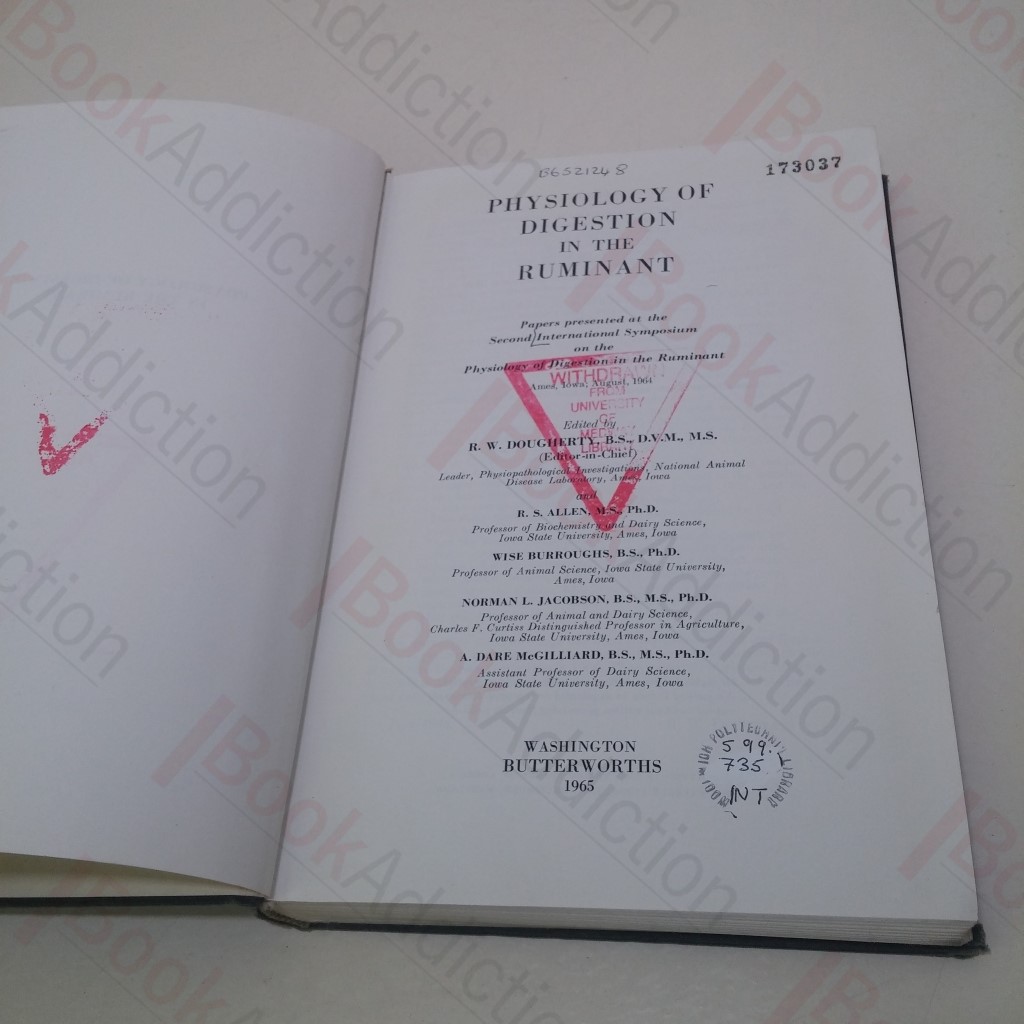 B6521248
173037
PHYSIOLOGY OF
DIGESTION
IN THE
RUMINANT
Papers presented at the
Second International Symposium
on the
Physiology of Digestion in the Ruminant
Ames, Iowa, August, 1964
WITHDRAWN
FROM
UNIVERSITY
OF
Edited by
R. W. DOUGHERTY, B.S., D.V.M., M.S.
(Editor-in-Chief)
Leader, Physiopathological Investigations, National Animal
Disease Laboratory, Ames, Iowa
and
R. S. ALLEN, M.S., Ph.D.
Professor of Biochemistry and Dairy Science,
Iowa State University, Ames, Iowa
WISE BURROUGHS, B.S., Ph.D.
Professor of Animal Science, Iowa State University,
Ames, Iowa
NORMAN L. JACOBSON, B.S., M.S., Ph.D.
Professor of Animal and Dairy Science,
Charles F. Curtiss Distinguished Professor in Agriculture,
Iowa State University, Ames, Iowa
A. DARE McGILLIARD, B.S., M.S., Ph.D.
Assistant Professor of Dairy Science,
Iowa State University, Ames, Iowa
WASHINGTON
BUTTERWORTHS
1965
599.
735
INT
BookAddiction